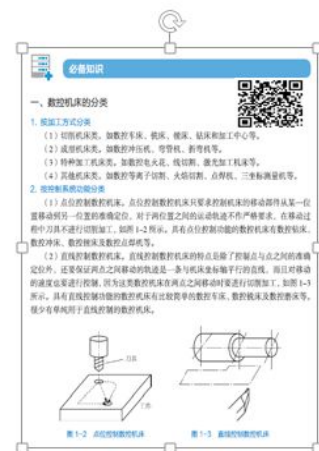 必备知识
一、数控机床的分类
1. 按加工方式分类
（1）切削机床类。如数控车床、铣床、镗床、钻床和加工中心等。
（2）成形机床类。如数控冲压机、弯管机、折弯机等。
（3）特种加工机床类。如数控电火花、线切割、激光加工机床等。
（4）其他机床类。如数控等离子切割、火焰切割、点焊机、三坐标测量机等。
2. 按控制系统功能分类
（1）点位控制数控机床。点位控制数控机床只要求控制机床的移动部件从某一位
置移动到另一位置的准确定位，对于两位置之间的运动轨迹不作严格要求，在移动过
程中刀具不进行切削加工，如图 1-2 所示。具有点位控制功能的数控机床有数控钻床、
数控冲床、数控镗床及数控点焊机等。
（2）直线控制数控机床。直线控制数控机床的特点是除了控制点与点之间的准确
定位外，还要保证两点之间移动的轨迹是一条与机床坐标轴平行的直线，而且对移动
的速度也要进行控制，因为这类数控机床在两点之间移动时要进行切削加工，如图 1-3
所示。具有直线控制功能的数控机床有比较简单的数控车床、数控铣床及数控磨床等。
很少有单纯用于直线控制的数控机床。
刀具
工件
图 1-2 点位控制数控机床
图 1-3 直线控制数控机床